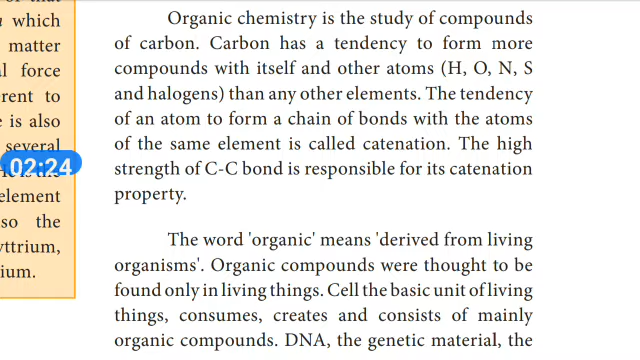 which
matter
force
rent to
e is also
several
02:24
element
so the
yttrium,
ium.
Organic chemistry is the study of compounds
of carbon. Carbon has a tendency to form more
compounds with itself and other atoms (H, O, N, S
and halogens) than any other elements. The tendency
of an atom to form a chain of bonds with the atoms
of the same element is called catenation. The high
strength of C-C bond is responsible for its catenation
property.
The word 'organic' means 'derived from living
organisms'. Organic compounds were thought to be
found only in living things. Cell the basic unit of living
things, consumes, creates and consists of mainly
organic compounds. DNA, the genetic material, the